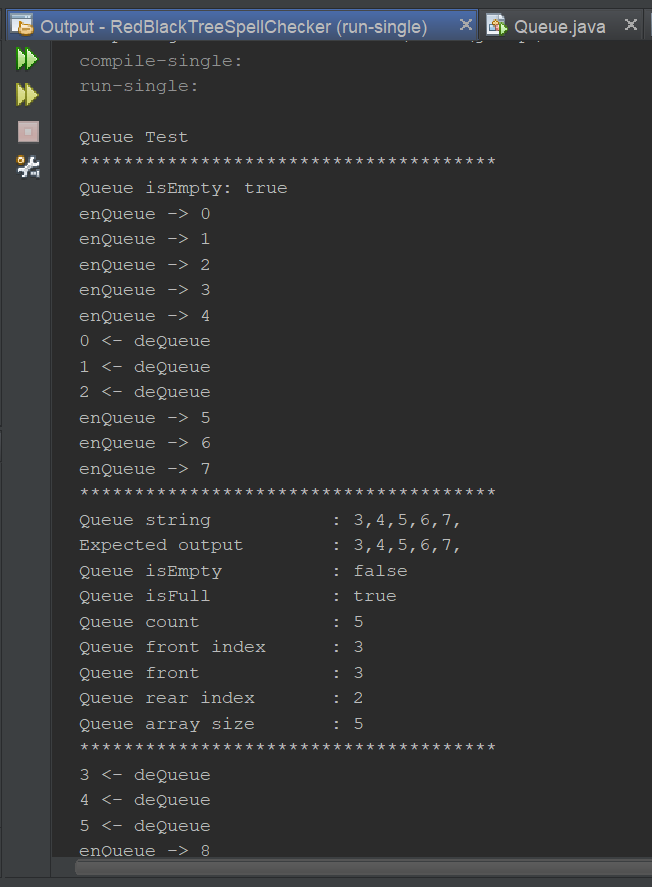 Output - RedBlackTreeSpellChecker (run-single)
Queue.java
compile-single:
run-single:
Queue Test
**************************************
Queue isEmpty: true
enQueue -> 0
enQueue -> 1
enQueue -> 2
enQueue -> 3
enQueue -> 4
0 <- deQueue
1 <- deQueue
2 <- deQueue
enQueue -> 5
enQueue -> 6
enQueue -> 7
**************************************
Queue string : 3,4,5,6,7,
Expected output : 3,4,5,6,7,
Queue isEmpty : false
Queue isFull : true
Queue count : 5
Queue front index : 3
Queue front : 3
Queue rear index : 2
Queue array size : 5
**************************************
3 <- deQueue
4 <- deQueue
5 <- deQueue
enQueue -> 8